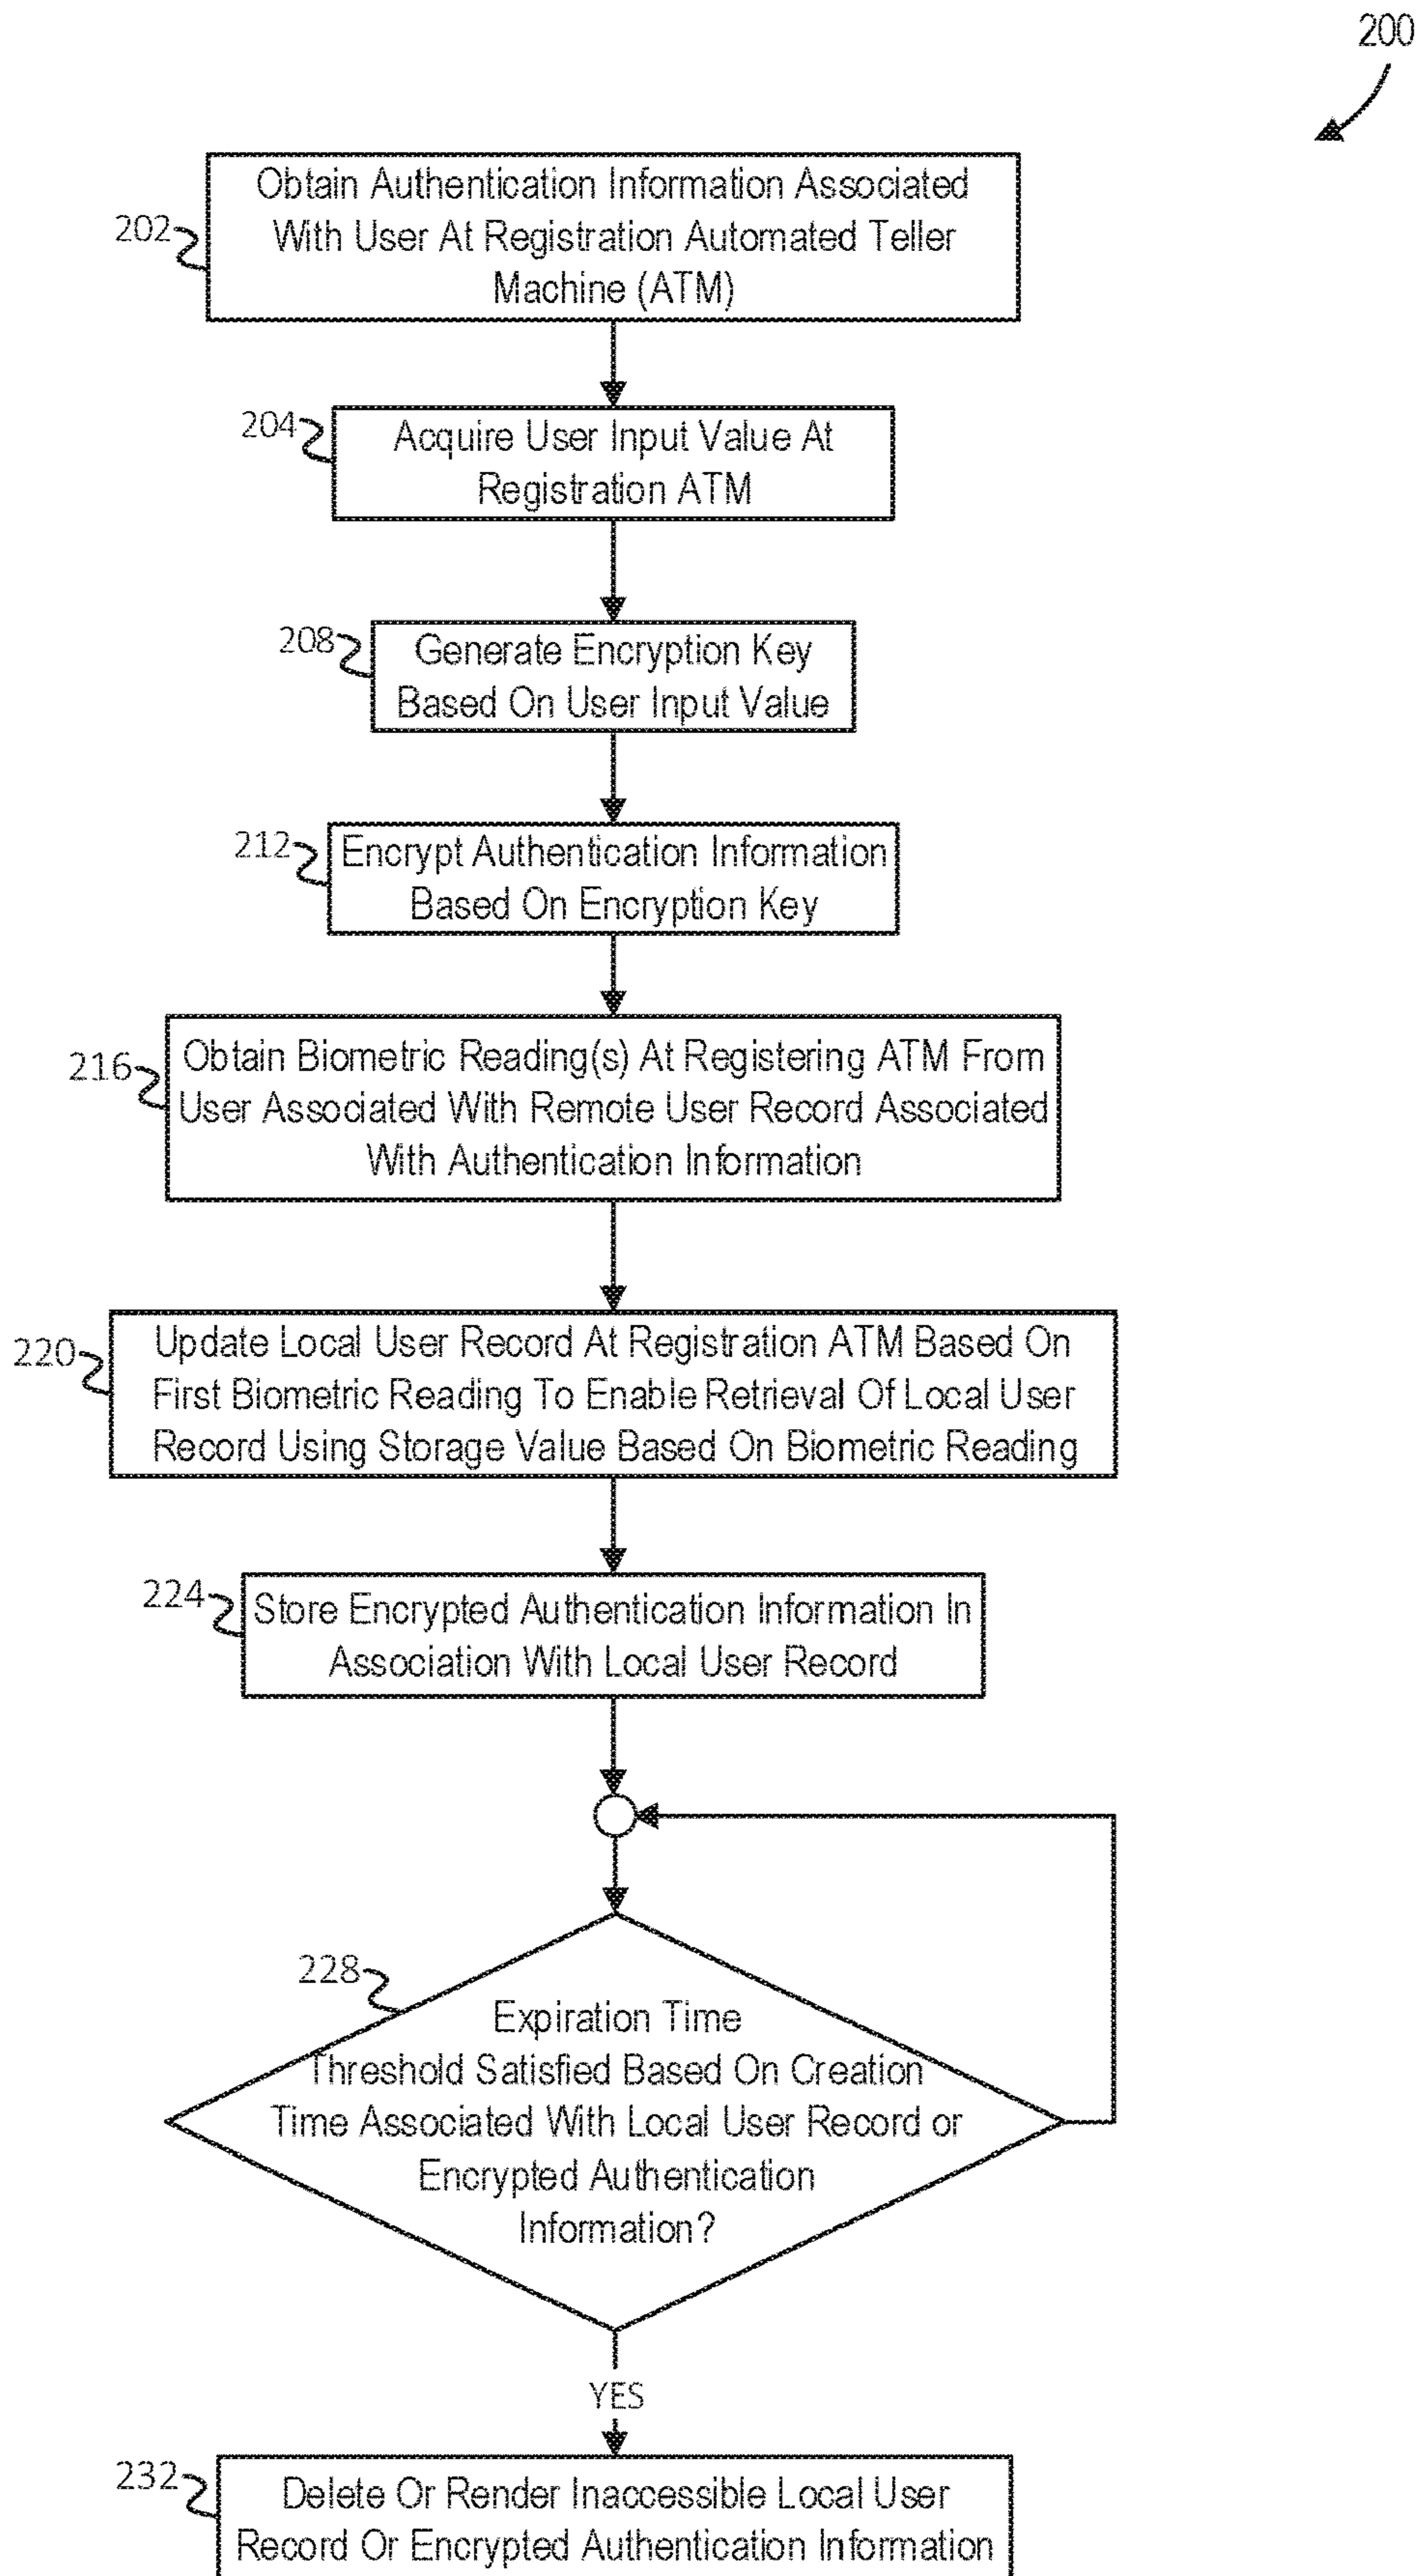 200
202
Obtain Authentication Information Associated
With User At Registration Automated Teller
Machine (ATM)
204
Acquire User Input Value At
Registration ATM
208
Generate Encryption Key
Based On User Input Value
212
Encrypt Authentication Information
Based On Encryption Key
216
Obtain Biometric Reading(s) At Registering ATM From
User Associated With Remote User Record Associated
With Authentication Information
220
Update Local User Record At Registration ATM Based On
First Biometric Reading To Enable Retrieval Of Local User
Record Using Storage Value Based On Biometric Reading
224
Store Encrypted Authentication Information In
Association With Local User Record
228
Expiration Time
Threshold Satisfied Based On Creation
Time Associated With Local User Record or
Encrypted Authentication
Information?
YES
232
Delete Or Render Inaccessible Local User
Record Or Encrypted Authentication Information